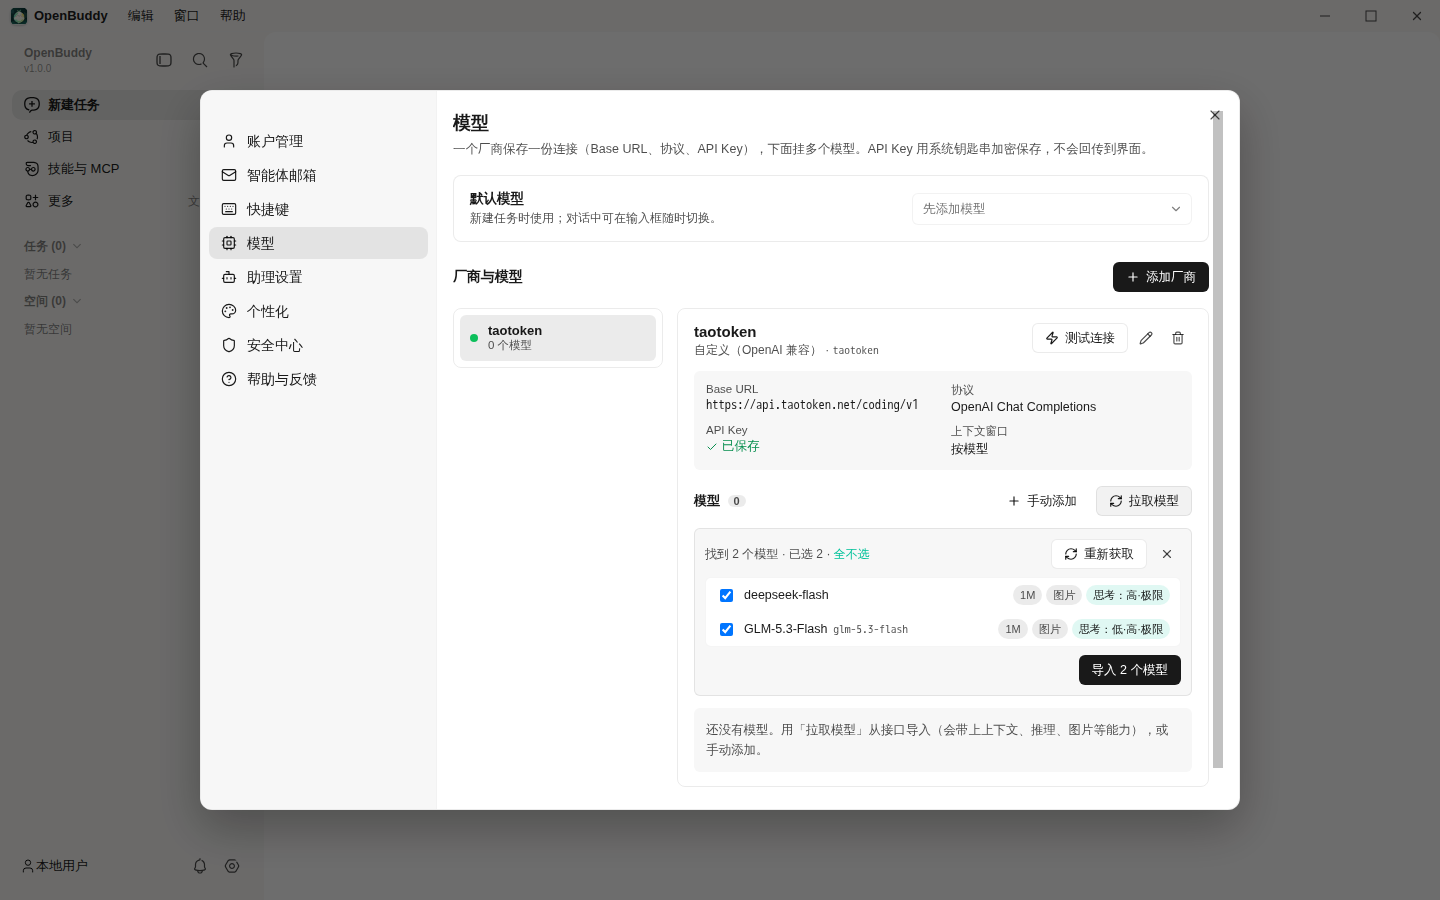 OpenBuddy 编辑 窗口 帮助
OpenBuddy
v1.0.0
新建任务
项目
技能与 MCP
更多
文
任务 (0)
暂无任务
空间 (0)
暂无空间
本地用户
账户管理
智能体邮箱
快捷键
模型
助理设置
个性化
安全中心
帮助与反馈
模型
一个厂商保存一份连接（Base URL、协议、API Key），下面挂多个模型。API Key 用系统钥匙串加密保存，不会回传到界面。
默认模型
新建任务时使用；对话中可在输入框随时切换。
先添加模型
厂商与模型
添加厂商
taotoken
0 个模型
taotoken
自定义（OpenAI 兼容） · taotoken
测试连接
Base URL
https://api.taotoken.net/coding/v1
协议
OpenAI Chat Completions
API Key
已保存
上下文窗口
按模型
模型 0
手动添加
拉取模型
找到 2 个模型 · 已选 2 · 全不选
重新获取
deepseek-flash 1M 图片 思考：高·极限
GLM-5.3-Flash glm-5.3-flash 1M 图片 思考：低·高·极限
导入 2 个模型
还没有模型。用「拉取模型」从接口导入（会带上上下文、推理、图片等能力），或
手动添加。